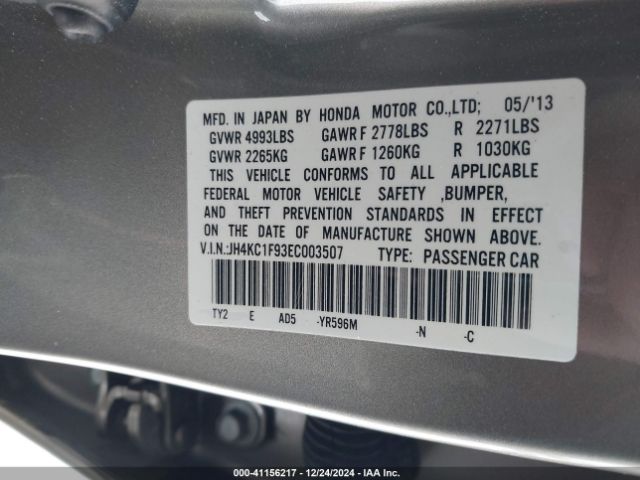 MFD. IN JAPAN BY HONDA MOTOR CO.,LTD; 05/'13
GVWR 4993LBS GAWR F 2778LBS R 2271LBS
GVWR 2265KG GAWR F 1260KG R 1030KG
THIS VEHICLE CONFORMS TO ALL APPLICABLE
FEDERAL MOTOR VEHICLE SAFETY ,BUMPER,
AND THEFT PREVENTION STANDARDS IN EFFECT
ON THE DATE OF MANUFACTURE SHOWN ABOVE.
V.I.N.:JH4KC1F93EC003507 TYPE: PASSENGER CAR
TY2 E AD5 -YR596M -N -C
000-41156217 - 12/24/2024 - IAA Inc.